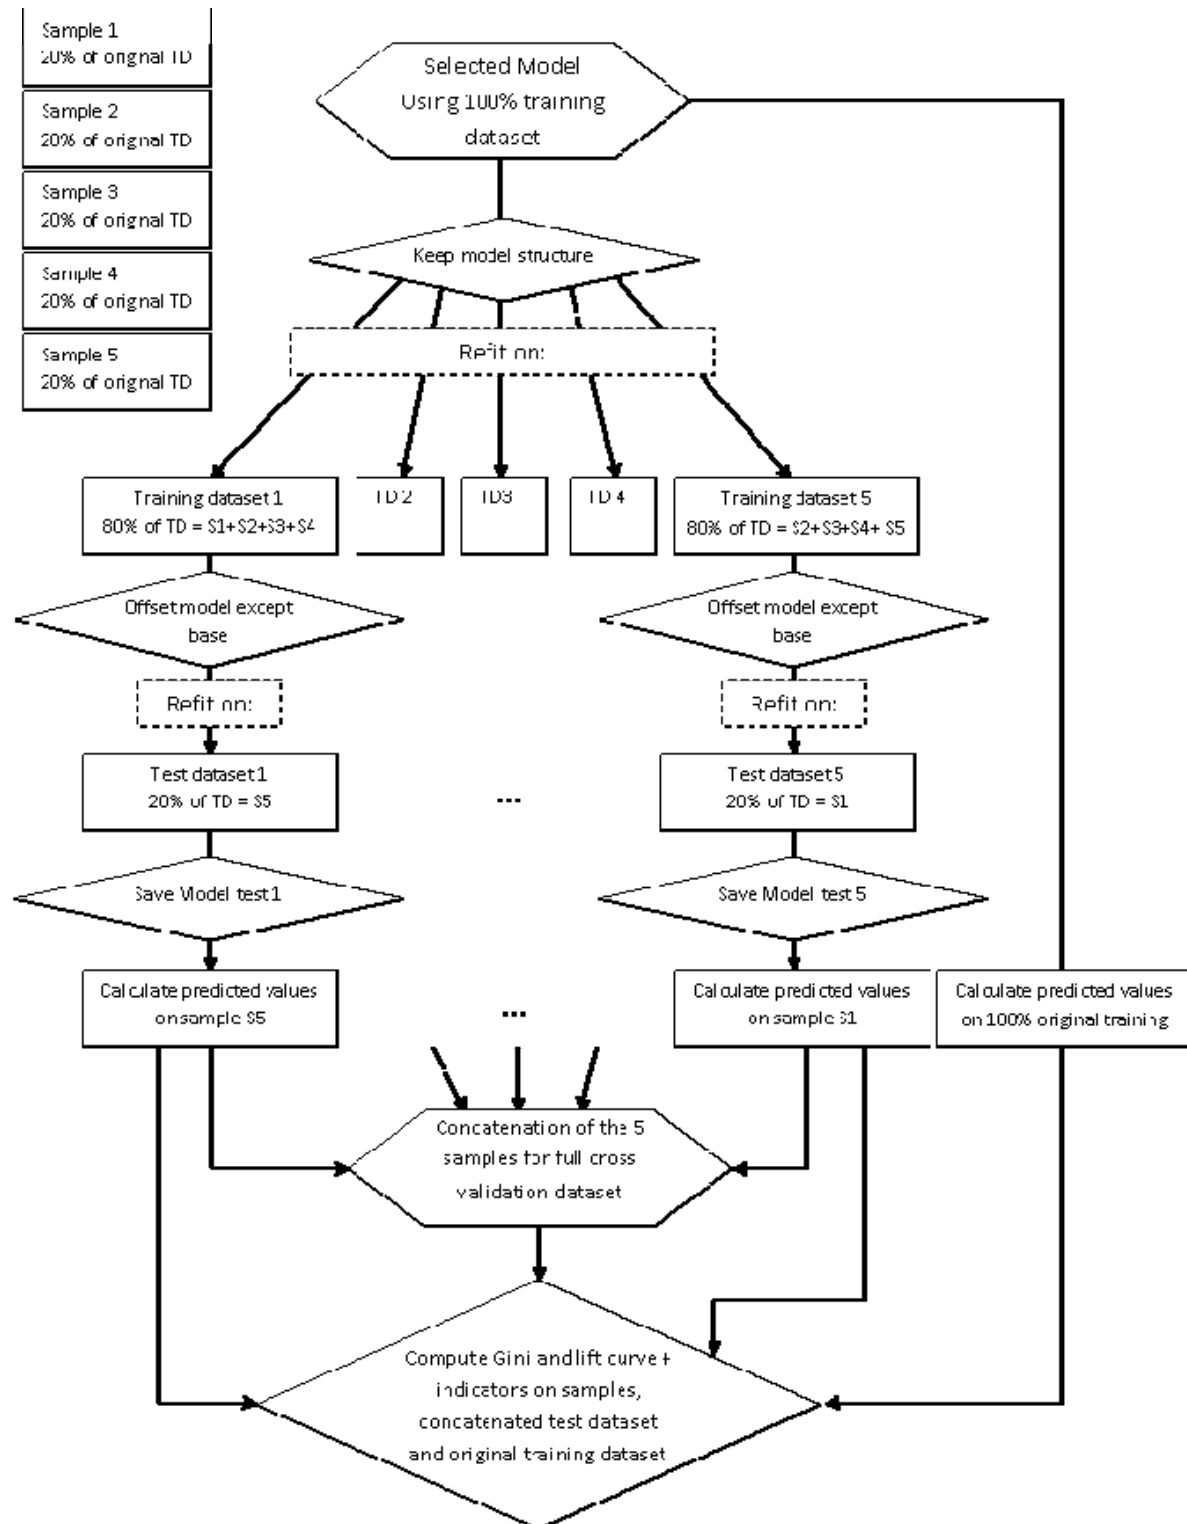 Sample 1
20% of orignal TD
Sample 2
20% of orignal TD
Sample 3
20% of orignal TD
Sample 4
20% of orignal TD
Sample 5
20% of orignal TD
Selected Model
Using 100% training
dataset
Keep model structure
Refit on:
Training dataset 1
80% of TD = S1+S2+S3+S4
TD 2
TD3
TD 4
Training dataset 5
80% of TD = S2+S3+S4+ S5
Offset model except
base
Offset model except
base
Refit on:
Refit on:
Test dataset 1
20% of TD = S5
...
Test dataset 5
20% of TD = S1
Save Model test 1
Save Model test 5
Calculate predicted values
on sample S5
...
Calculate predicted values
on sample S1
Calculate predicted values
on 100% original training
Concatenation of the 5
samples for full cross
validation dataset
Compute Gini and lift curve +
indicators on samples,
concatenated test dataset
and original training dataset